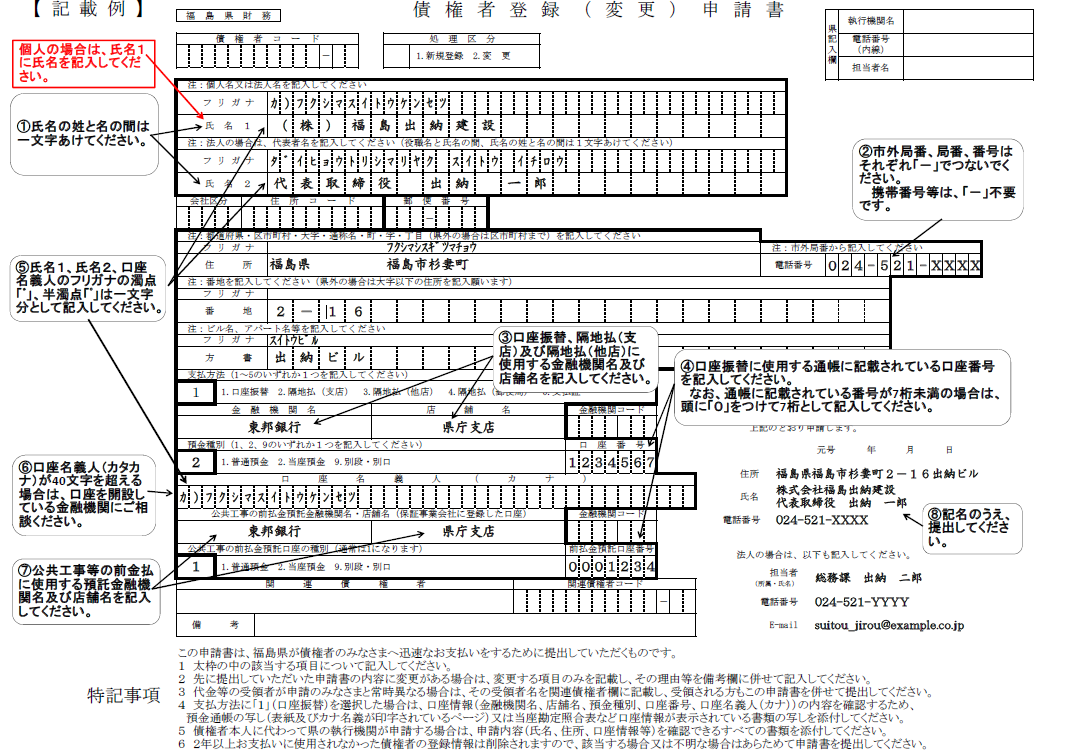 【記載例】
福島県財務
債権者登録(変更)申請書
債権者コード
処理区分
1.新規登録 2.変 更
県記入欄
執行機関名
電話番号
(内線)
担当者名
個人の場合は、氏名1
に氏名を記入してくだ
さい。
注:個人名又は法人名を記入してください
フリガナ
カ)フクシマスイトウケンセツ
氏 名 1
(株)福島出納建設
注:法人の場合は、代表者名を記入してください(役職名と氏名の間、氏名の姓と名の間は1文字あけてください)
フリガナ
ダイヒョウトリシマリヤク スイトウ イチロウ
氏 名 2
代表取締役 出納 一郎
①氏名の姓と名の間は
一文字あけてください。
②市外局番、局番、番号は
それぞれ「-」でつないでく
ださい。
携帯番号等は、「-」不要
です。
会社区分
住所コード
郵便番号
-
注:都道府県・区市町村・大字・通称名・町・字・丁目(県外の場合は区市町村まで)を記入してください
フリガナ
フクシマシスギツマチョウ
注:市外局番から記入してください
住 所
福島県 福島市杉妻町
電話番号
024-521-XXXX
注:番地を記入してください(県外の場合は大字以下の住所を記入願います)
フリガナ
番 地
2-16
注:ビル名、アパート名等を記入してください
フリガナ
スイトウビル
方 書
出納ビル
⑤氏名1、氏名2、口座
名義人のフリガナの濁点
「゛」、半濁点「゜」は一文字
分として記入してください。
③口座振替、隔地払(支
店)及び隔地払(他店)に
使用する金融機関名及び
店舗名を記入してください。
④口座振替に使用する通帳に記載されている口座番号
を記入してください。
なお、通帳に記載されている番号が7桁未満の場合は、
頭に「0」をつけて7桁として記入してください。
支払方法(1~5のいずれか1つを記入してください)
1
1.口座振替 2.隔地払(支店) 3.隔地払(他店)
金融機関名
店舗名
金融機関コード
東邦銀行
県庁支店
預金種別(1、2、9のいずれか1つを記入してください)
口座番号
2
1.普通預金 2.当座預金 9.別段・別口
1234567
口座名義人(カナ)
カ)フクシマスイトウケンセツ
公共工事の前払金預託金融機関名・店舗名(保証事業会社に登録した口座)
金融機関コード
東邦銀行
県庁支店
公共工事の前払金預託口座の種別(通常は1になります)
前払金預託口座番号
1
1.普通預金 2.当座預金 9.別段・別口
0001234
関連債権者
関連債権者コード
-
備 考
⑥口座名義人(カタカ
ナ)が40文字を超える
場合は、口座を開設し
ている金融機関にご相
談ください。
⑦公共工事等の前金払
に使用する預託金融機
関名及び店舗名を記入
してください。
上記のとおり申請します。
元号 年 月 日
住所 福島県福島市杉妻町2-16出納ビル
氏名 株式会社福島出納建設
代表取締役 出納 一郎
電話番号 024-521-XXXX
⑧記名のうえ、
提出してくださ
い。
法人の場合は、以下も記入してください。
担当者
(所属・氏名)
総務課 出納 二郎
電話番号 024-521-YYYY
E-mail suitou_jirou@example.co.jp
特記事項
この申請書は、福島県が債権者のみなさまへ迅速なお支払いをするために提出していただくものです。
1 太枠の中の該当する項目について記入してください。
2 先に提出していただいた申請書の内容に変更がある場合は、変更する項目のみを記載し、その理由等を備考欄に併せて記入してください。
3 代金等の受領者が申請のみなさまと常時異なる場合は、その受領者名を関連債権者欄に記載し、受領される方もこの申請書を併せて提出してください。
4 支払方法に「1」(口座振替)を選択した場合は、口座情報(金融機関名、店舗名、預金種別、口座番号、口座名義人(カナ))の内容を確認するため、
預金通帳の写し(表紙及びカナ名義が印字されているページ)又は当座勘定照合表など口座情報が表示されている書類の写しを添付してください。
5 債権者本人に代わって県の執行機関が申請する場合は、申請内容(氏名、住所、口座情報等)を確認できるすべての書類を添付してください。
6 2年以上お支払いに使用されなかった債権者の登録情報は削除されますので、該当する場合又は不明な場合はあらためて申請書を提出してください。